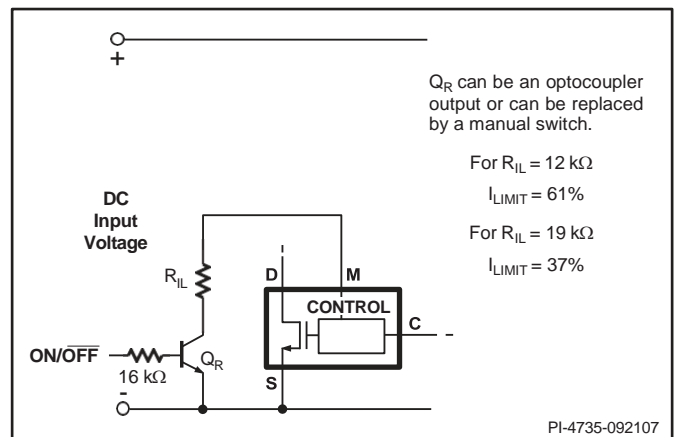 +
Q_R can be an optocoupler
output or can be replaced
by a manual switch.
For R_IL = 12 kΩ
I_LIMIT = 61%
For R_IL = 19 kΩ
I_LIMIT = 37%
DC
Input
Voltage
R_IL
D
M
CONTROL
C
ON/OFF
16 kΩ
Q_R
S
-
PI-4735-092107